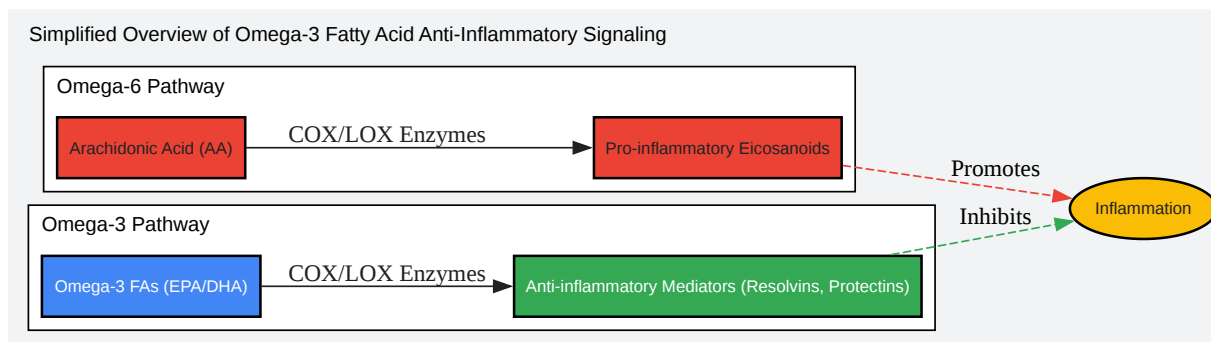 Simplified Overview of Omega-3 Fatty Acid Anti-Inflammatory Signaling
Omega-6 Pathway
Arachidonic Acid (AA)
COX/LOX Enzymes
Pro-inflammatory Eicosanoids
Promotes
Inflammation
Inhibits
Omega-3 Pathway
Omega-3 FAs (EPA/DHA)
COX/LOX Enzymes
Anti-inflammatory Mediators (Resolvins, Protectins)